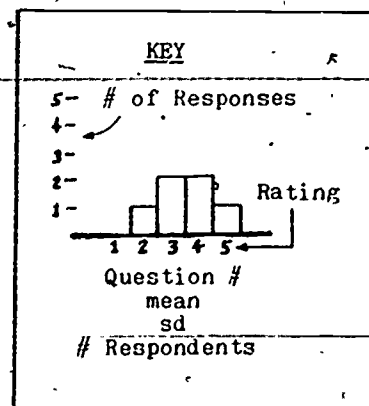 KEY
5- # of Responses
4-
3-
2-
1-
Rating
1 2 3 4 5
Question #
mean
sd
# Respondents